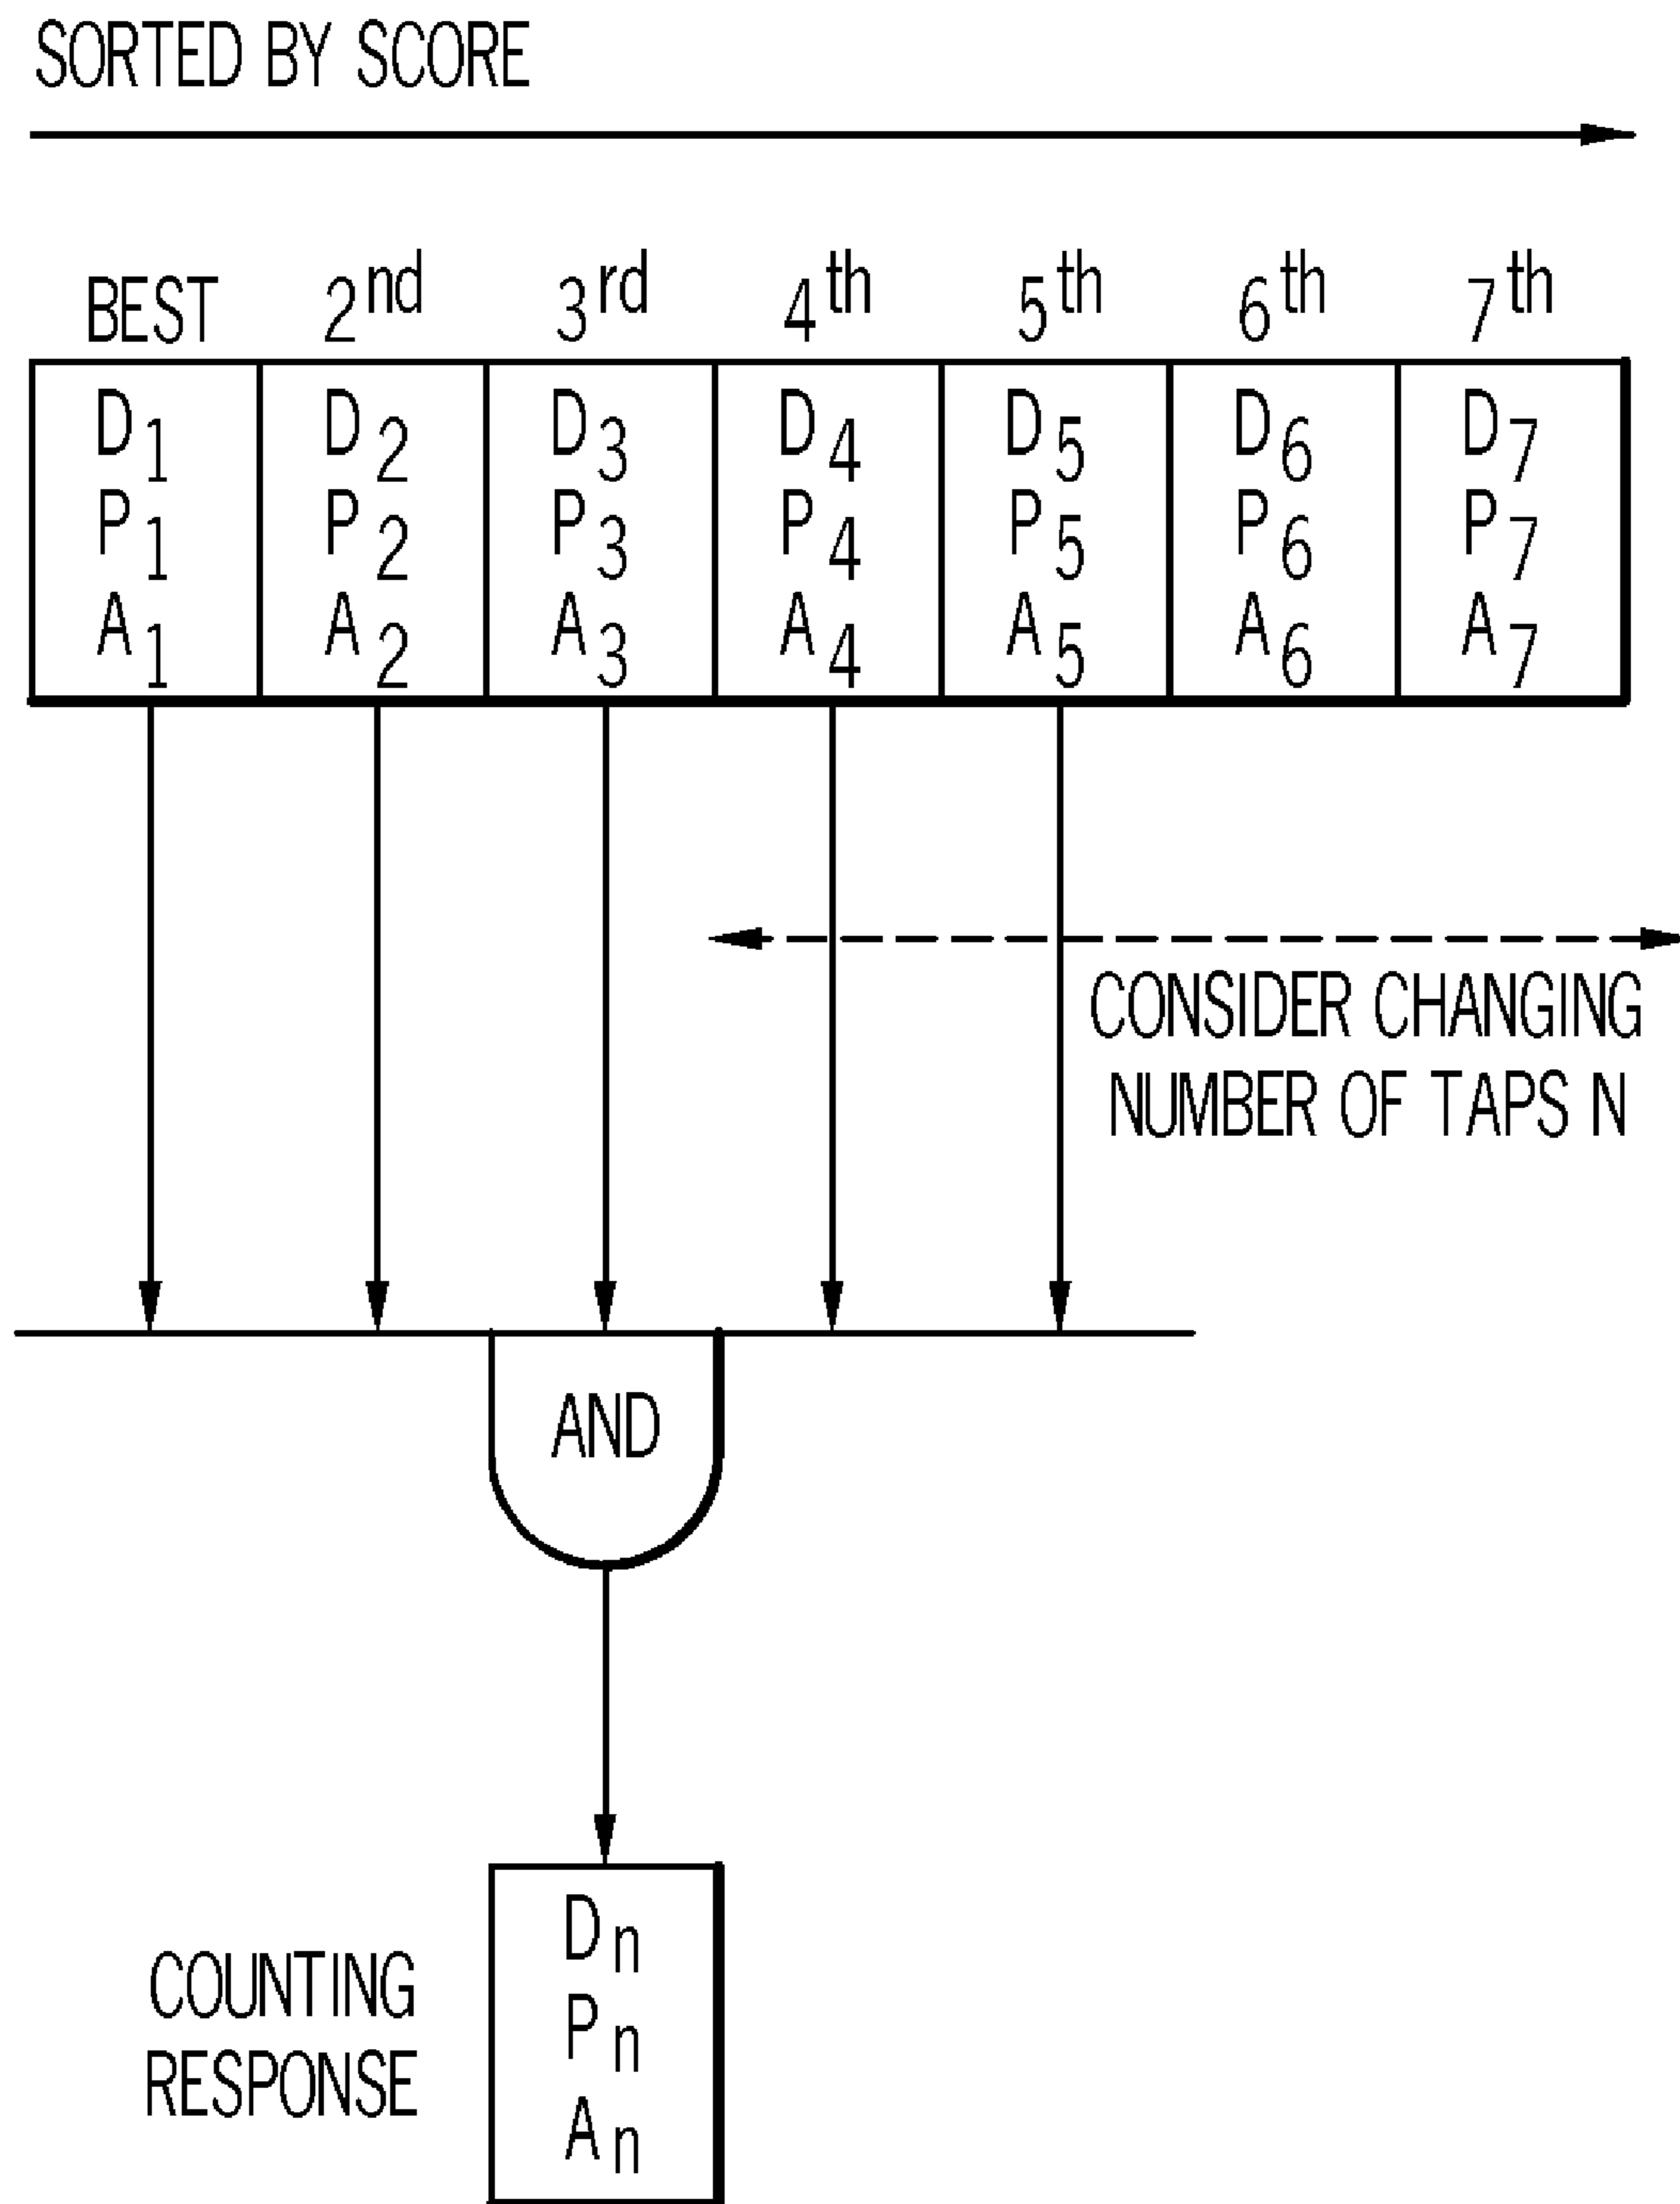 SORTED BY SCORE
BEST 2nd 3rd 4th 5th 6th 7th
D1 D2 D3 D4 D5 D6 D7
P1 P2 P3 P4 P5 P6 P7
A1 A2 A3 A4 A5 A6 A7
CONSIDER CHANGING
NUMBER OF TAPS N
AND
Dn
Pn
An
COUNTING
RESPONSE